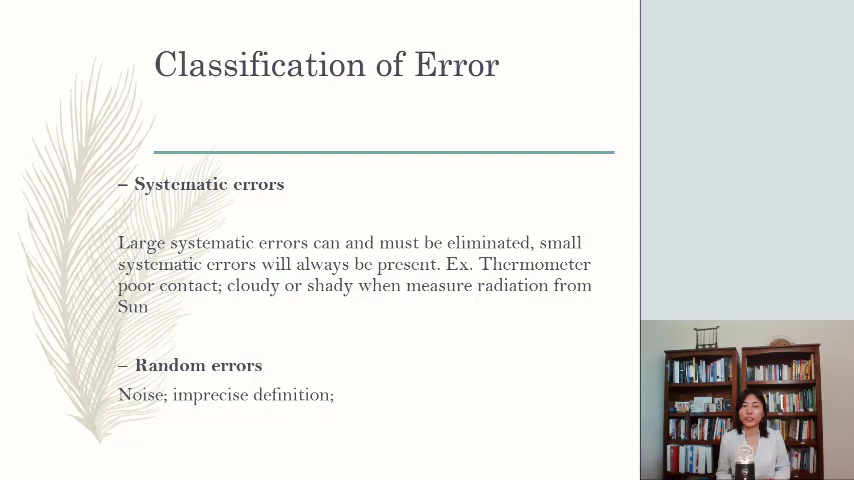 Classification of Error
– Systematic errors
Large systematic errors can and must be eliminated, small
systematic errors will always be present. Ex. Thermometer
poor contact; cloudy or shady when measure radiation from
Sun
– Random errors
Noise; imprecise definition;